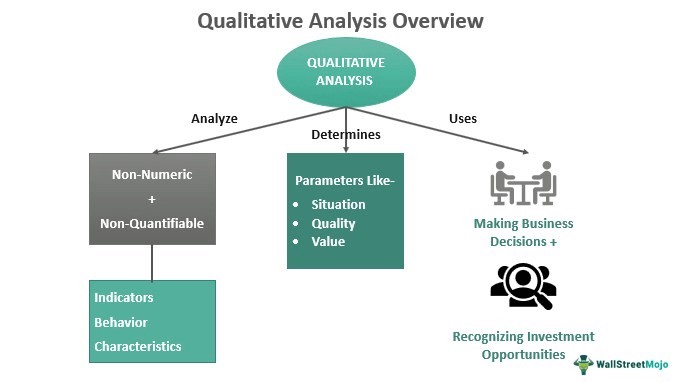 Qualitative Analysis Overview
QUALITATIVE
ANALYSIS
Analyze
Determines
Uses
Non-Numeric
+
Non-Quantifiable
Indicators
Behavior
Characteristics
Parameters Like-
• Situation
• Quality
• Value
Making Business
Decisions +
Recognizing Investment
Opportunities
WallStreetMojo